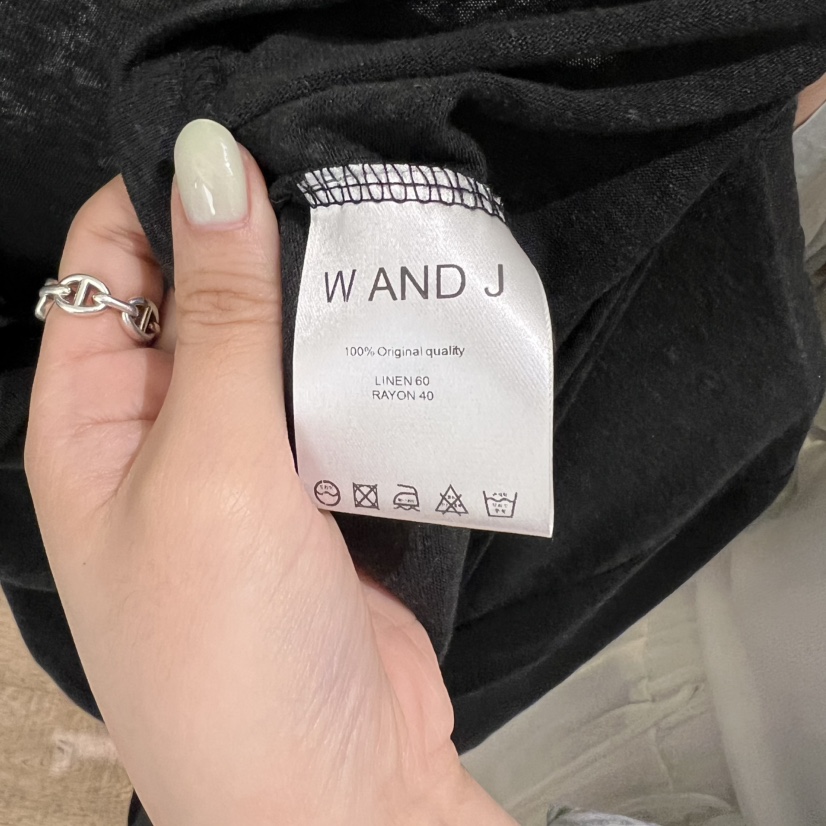 W AND J
100% Original quality
LINEN 60
RAYON 40